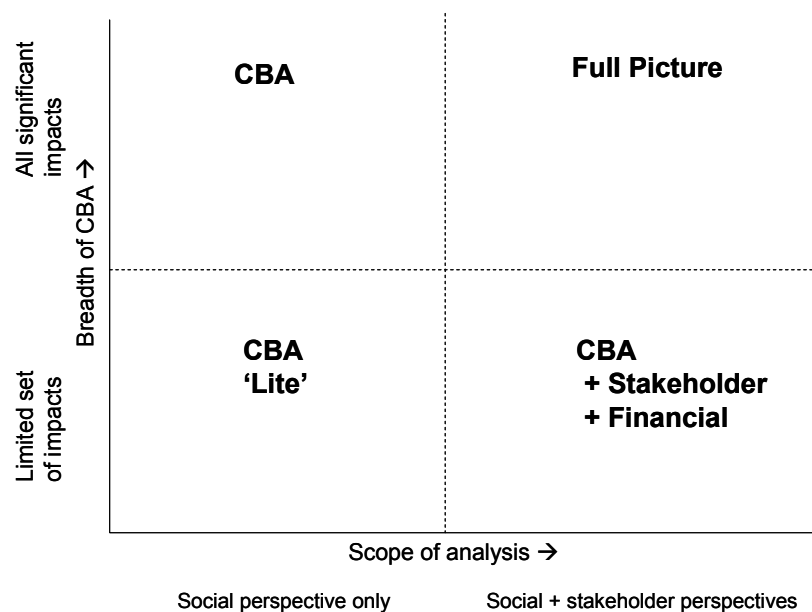 All significant
impacts
Breadth of CBA →
Limited set
of impacts
CBA
Full Picture
CBA
‘Lite’
CBA
+ Stakeholder
+ Financial
Scope of analysis →
Social perspective only
Social + stakeholder perspectives